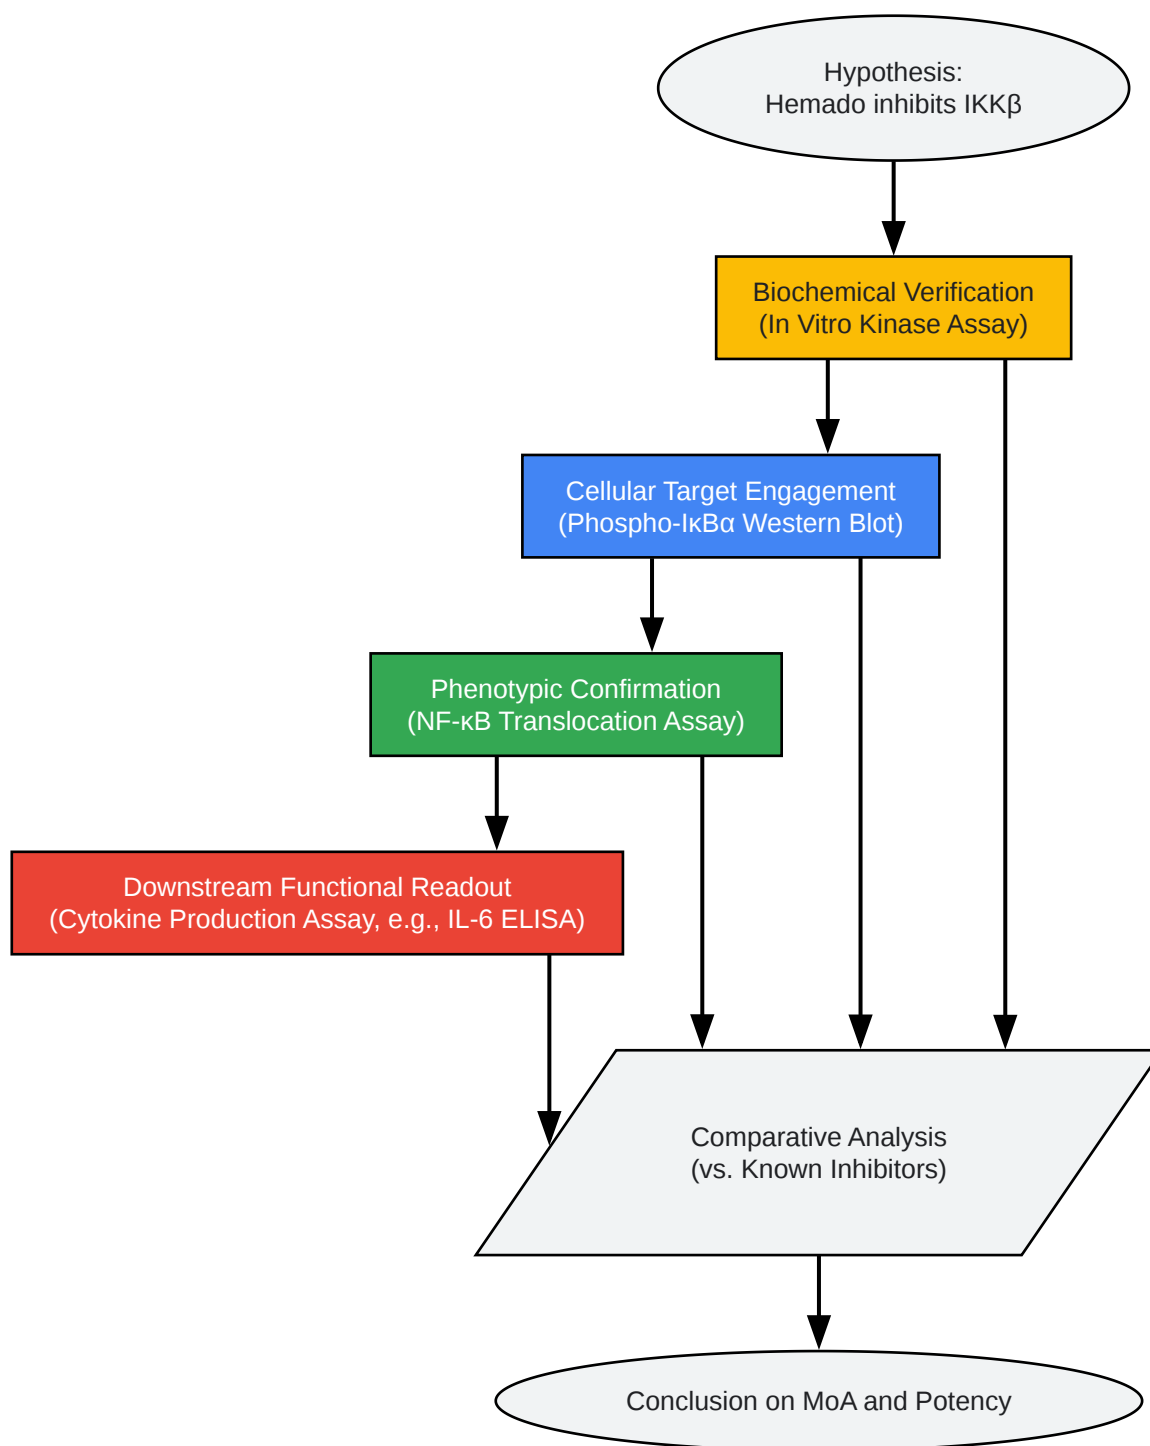 Hypothesis:
Hemado inhibits IKKβ
Biochemical Verification
(In Vitro Kinase Assay)
Cellular Target Engagement
(Phospho-IκBα Western Blot)
Phenotypic Confirmation
(NF-κB Translocation Assay)
Downstream Functional Readout
(Cytokine Production Assay, e.g., IL-6 ELISA)
Comparative Analysis
(vs. Known Inhibitors)
Conclusion on MoA and Potency